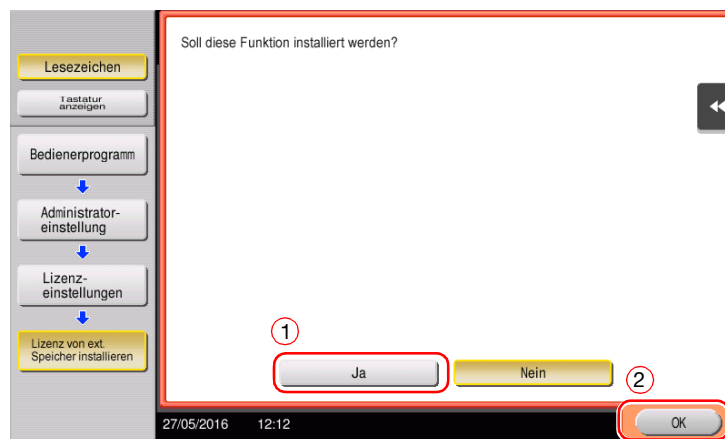 Soll diese Funktion installiert werden?
Lesezeichen
Tastatur
anzeigen
Bedienerprogramm
Administrator-
einstellung
Lizenz-
einstellungen
Lizenz von ext.
Speicher installieren
1
Ja
Nein
2
27/05/2016 12:12
OK